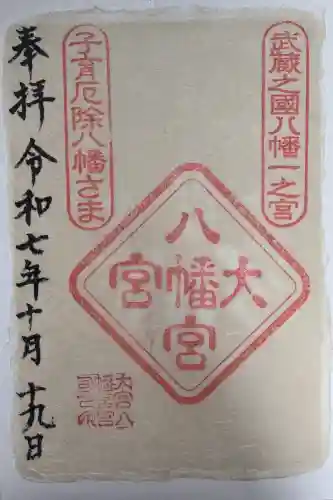 武蔵之國八幡一之宮
子育厄除八幡さま
八
大幡宮
宮
奉拝
令和七年十月十九日